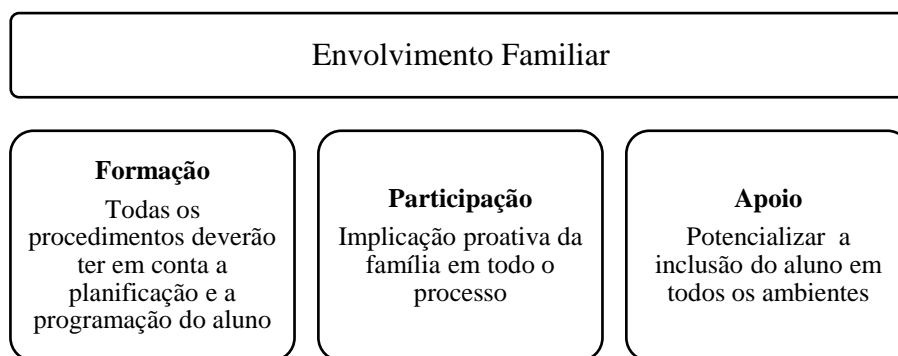 Envolvimento Familiar
Formação
Todas os
procedimentos deverão
ter em conta a
planificação e a
programação do aluno
Participação
Implicação proativa da
família em todo o
processo
Apoio
Potencializar a
inclusão do aluno em
todos os ambientes